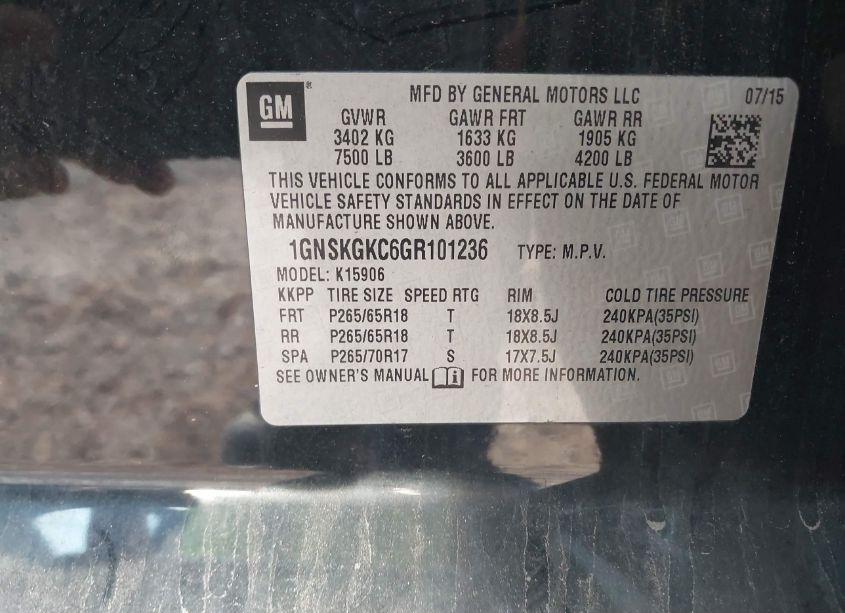 GM ®
MFD BY GENERAL MOTORS LLC 07/15
GVWR GAWR FRT GAWR RR
3402 KG 1633 KG 1905 KG
7500 LB 3600 LB 4200 LB
THIS VEHICLE CONFORMS TO ALL APPLICABLE U.S. FEDERAL MOTOR
VEHICLE SAFETY STANDARDS IN EFFECT ON THE DATE OF
MANUFACTURE SHOWN ABOVE.
1GNSKGKC6GR101236 TYPE: M.P.V.
MODEL: K15906
KKPP TIRE SIZE SPEED RTG RIM COLD TIRE PRESSURE
FRT P265/65R18 T 18X8.5J 240KPA(35PSI)
RR P265/65R18 T 18X8.5J 240KPA(35PSI)
SPA P265/70R17 S 17X7.5J 240KPA(35PSI)
SEE OWNER'S MANUAL FOR MORE INFORMATION.